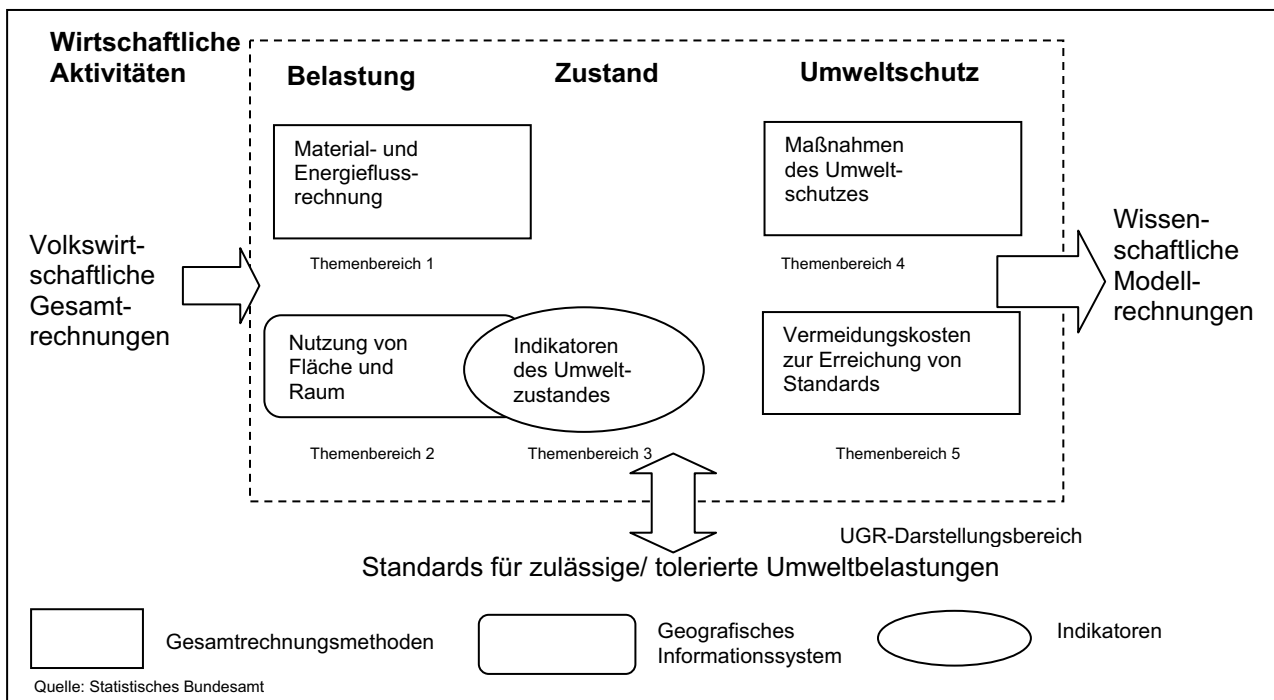 Wirtschaftliche
Aktivitäten
Belastung
Zustand
Umweltschutz
Material- und
Energiefluss-
rechnung
Maßnahmen
des Umwelt-
schutzes
Themenbereich 1
Themenbereich 4
Volkswirt-
schaftliche
Gesamt-
rechnungen
Wissen-
schaftliche
Modell-
rechnungen
Nutzung von
Fläche und
Raum
Indikatoren
des Umwelt-
zustandes
Vermeidungskosten
zur Erreichung von
Standards
Themenbereich 2
Themenbereich 3
Themenbereich 5
UGR-Darstellungsbereich
Standards für zulässige/ tolerierte Umweltbelastungen
Gesamtrechnungsmethoden
Geografisches
Informationssystem
Indikatoren
Quelle: Statistisches Bundesamt